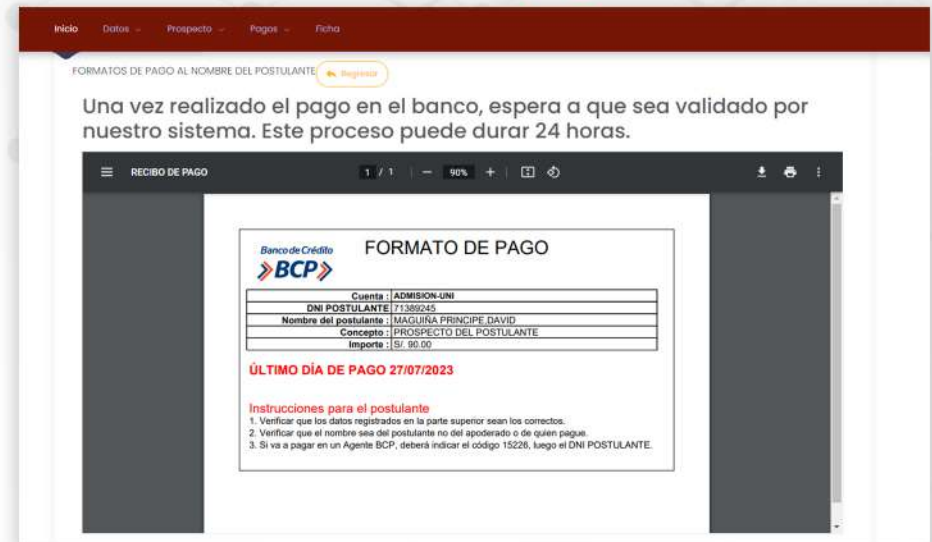 Inicio Datos Prospecto Pagos Ficha
FORMATOS DE PAGO AL NOMBRE DEL POSTULANTE Regresar
Una vez realizado el pago en el banco, espera a que sea validado por
nuestro sistema. Este proceso puede durar 24 horas.
RECIBO DE PAGO 1 / 1 90%
Banco de Crédito
BCP
FORMATO DE PAGO
Cuenta : ADMISION-UNI
DNI POSTULANTE 71389245
Nombre del postulante : MAGUIÑA PRINCIPE,DAVID
Concepto : PROSPECTO DEL POSTULANTE
Importe : S/. 90.00
ÚLTIMO DÍA DE PAGO 27/07/2023
Instrucciones para el postulante
1. Verificar que los datos registrados en la parte superior sean los correctos.
2. Verificar que el nombre sea del postulante no del apoderado o de quien pague.
3. Si va a pagar en un Agente BCP, deberá indicar el código 15226, luego el DNI POSTULANTE.